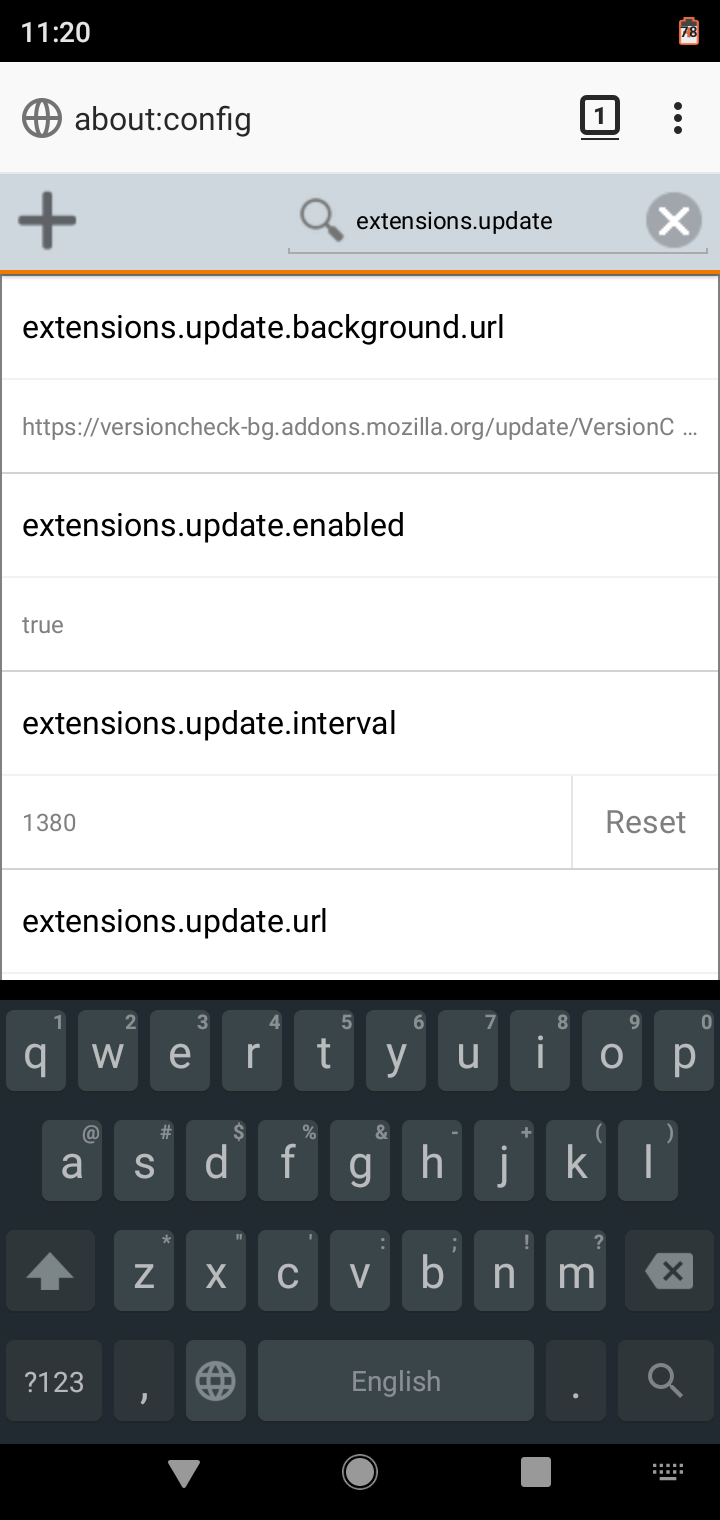 11:20
78
about:config
1
extensions.update
extensions.update.background.url
https://versioncheck-bg.addons.mozilla.org/update/VersionC ...
extensions.update.enabled
true
extensions.update.interval
1380
Reset
extensions.update.url
1 2 3 4 5 6 7 8 9 0
q w e r t y u i o p
@ # $ % & - + ( )
a s d f g h j k l
* " ' : ; ! ?
z x c v b n m
?123 , English .